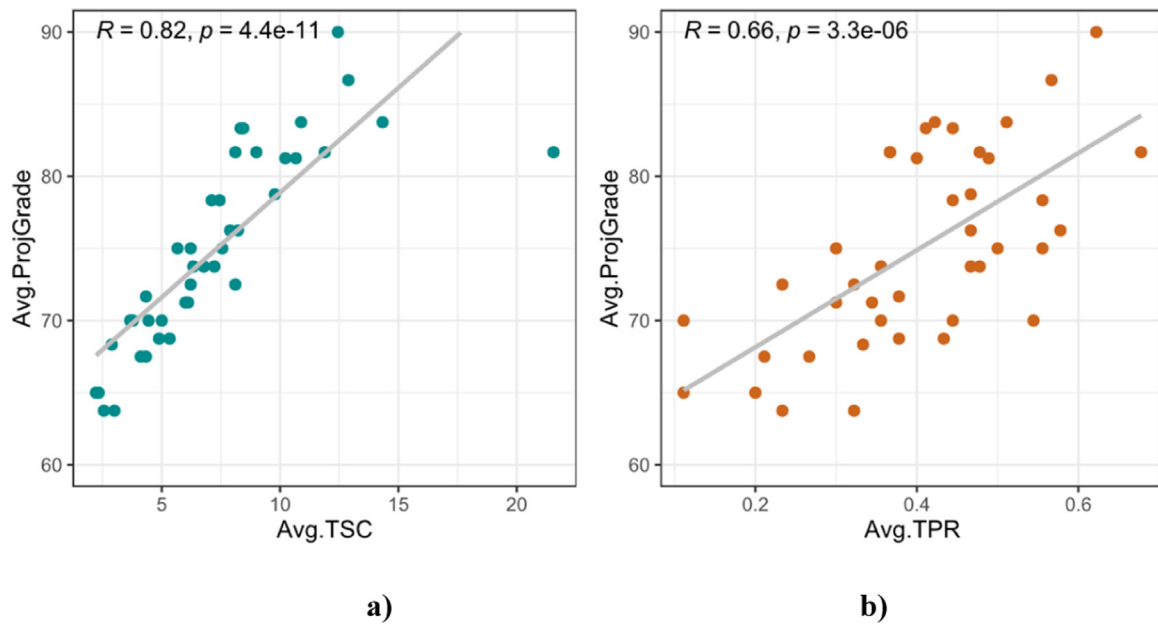 R = 0.82, p = 4.4e-11
90
80
70
60
Avg.ProjGrade
5 10 15 20
Avg.TSC
a)
R = 0.66, p = 3.3e-06
90
80
70
60
Avg.ProjGrade
0.2 0.4 0.6
Avg.TPR
b)